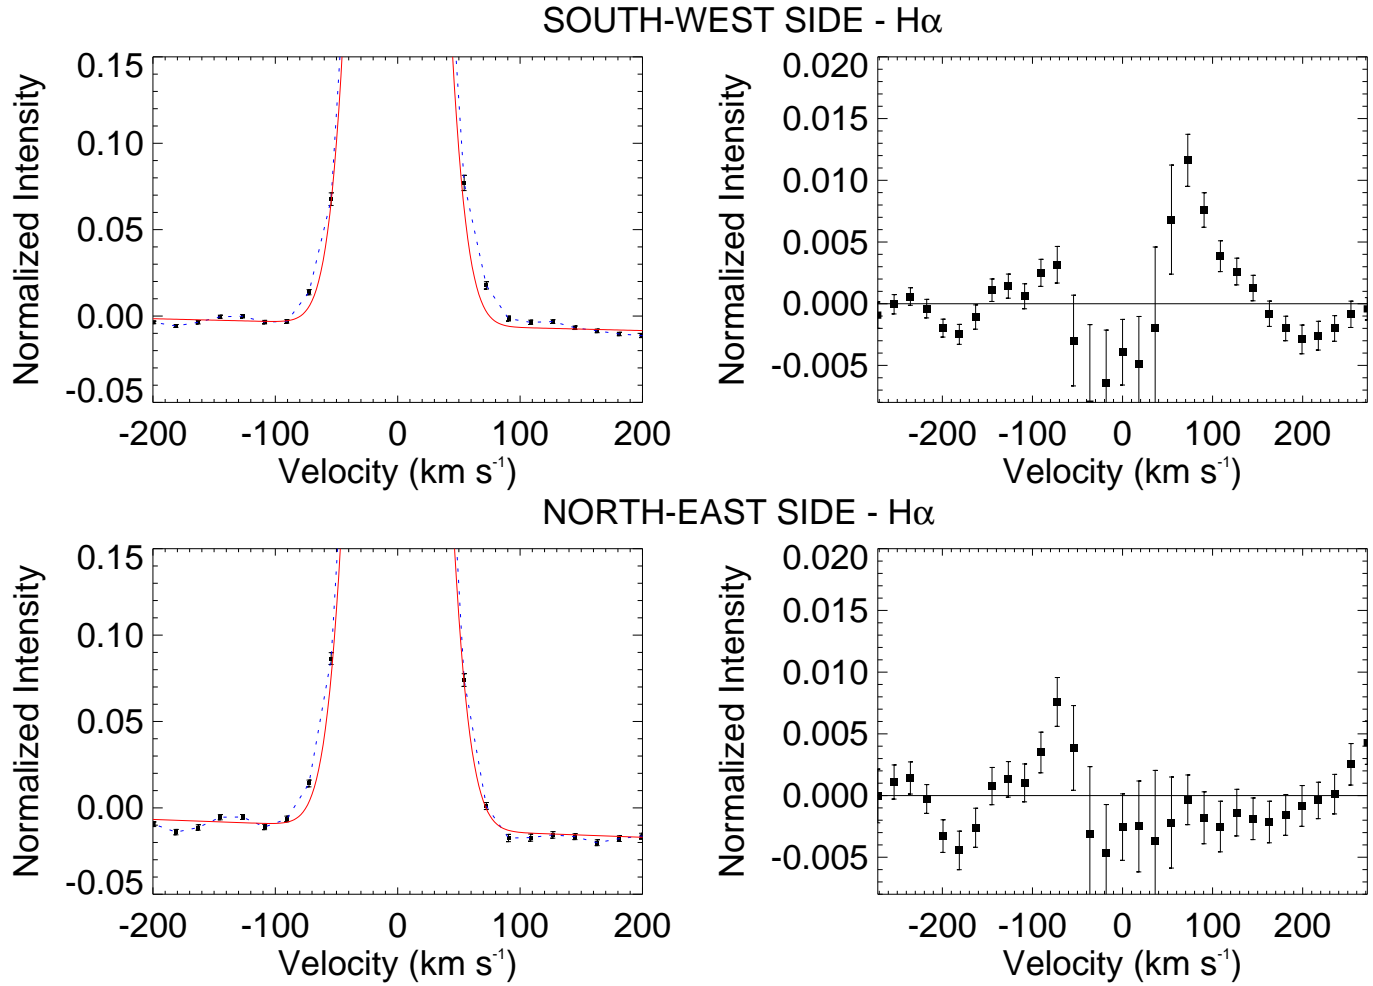 SOUTH-WEST SIDE - Hα
Normalized Intensity
0.15
0.10
0.05
0.00
-0.05
-200 -100 0 100 200
Velocity (km s⁻¹)
Normalized Intensity
0.020
0.015
0.010
0.005
0.000
-0.005
-200 -100 0 100 200
Velocity (km s⁻¹)
NORTH-EAST SIDE - Hα
Normalized Intensity
0.15
0.10
0.05
0.00
-0.05
-200 -100 0 100 200
Velocity (km s⁻¹)
Normalized Intensity
0.020
0.015
0.010
0.005
0.000
-0.005
-200 -100 0 100 200
Velocity (km s⁻¹)